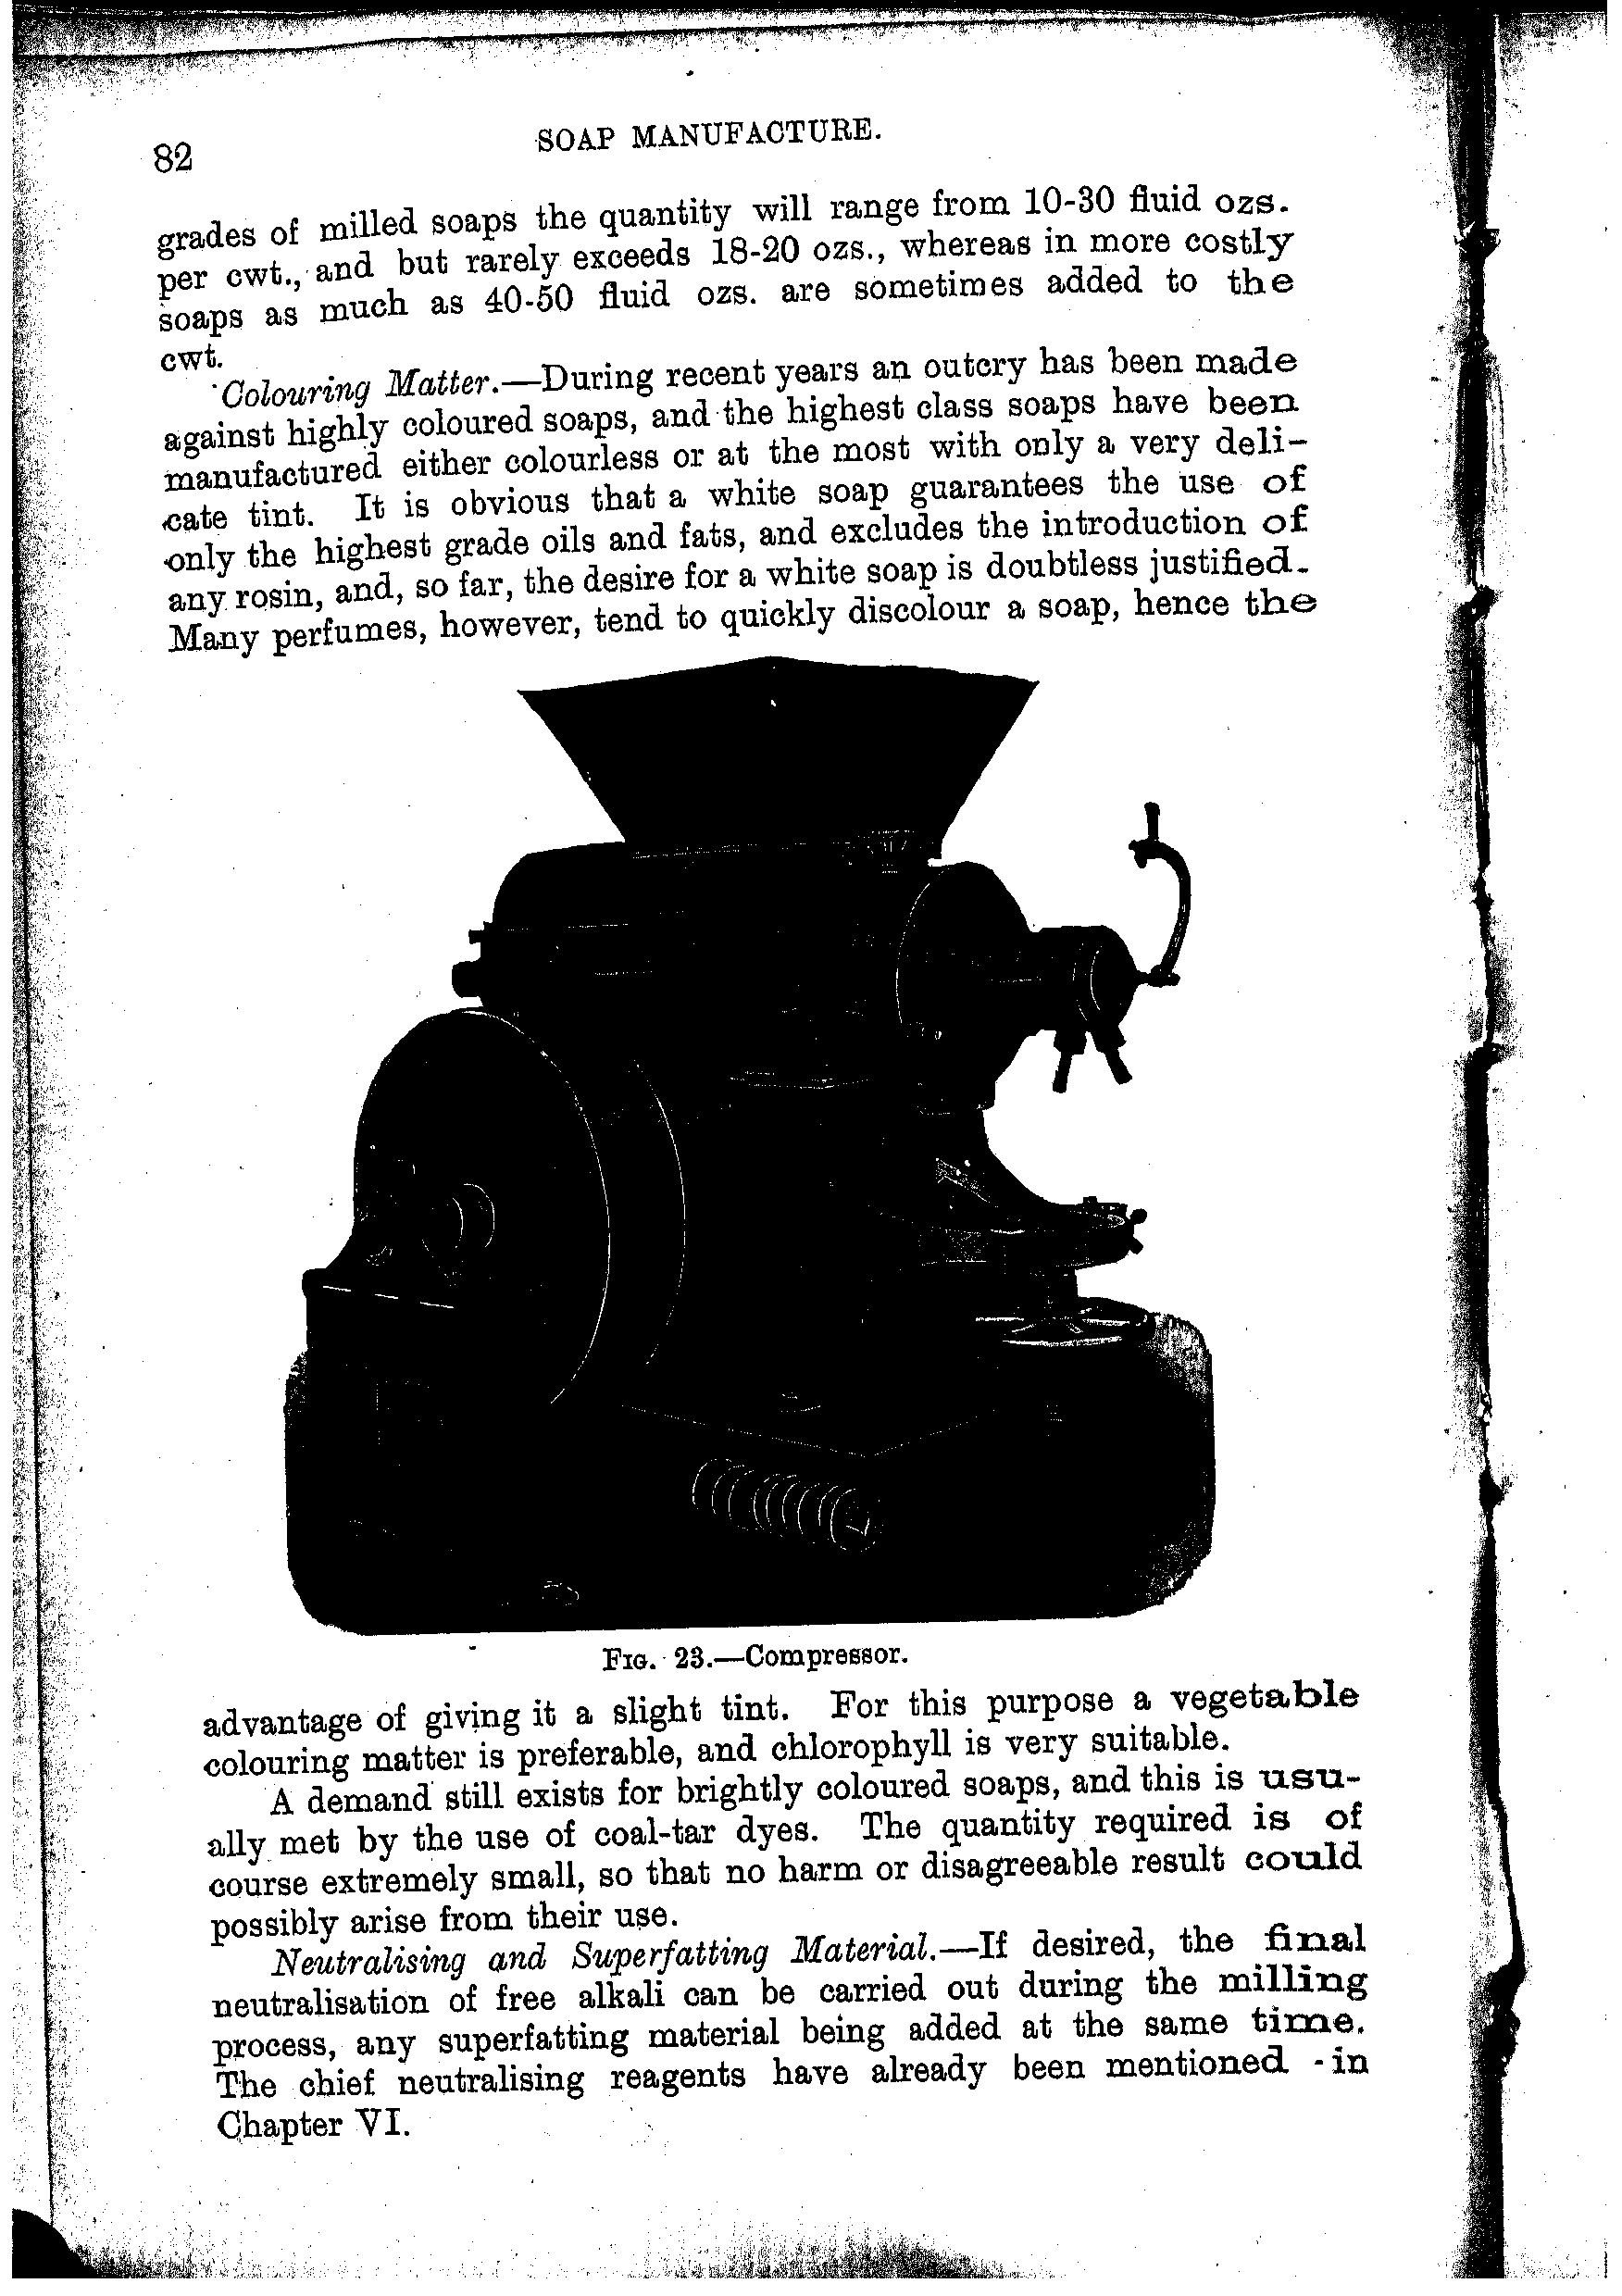 82
SOAP MANUFACTURE.
grades of milled soaps the quantity will range from 10-30 fluid ozs.
per cwt., and but rarely exceeds 18-20 ozs., whereas in more costly
soaps as much as 40-50 fluid ozs. are sometimes added to the
cwt.
Colouring Matter.—During recent years an outcry has been made
against highly coloured soaps, and the highest class soaps have been
manufactured either colourless or at the most with only a very deli-
cate tint. It is obvious that a white soap guarantees the use of
only the highest grade oils and fats, and excludes the introduction of
any rosin, and, so far, the desire for a white soap is doubtless justified.
Many perfumes, however, tend to quickly discolour a soap, hence the
FIG. 23.—Compressor.
advantage of giving it a slight tint. For this purpose a vegetable
colouring matter is preferable, and chlorophyll is very suitable.
A demand still exists for brightly coloured soaps, and this is usu-
ally met by the use of coal-tar dyes. The quantity required is of
course extremely small, so that no harm or disagreeable result could
possibly arise from their use.
Neutralising and Superfatting Material.—If desired, the final
neutralisation of free alkali can be carried out during the milling
process, any superfatting material being added at the same time.
The chief neutralising reagents have already been mentioned in
Chapter VI.